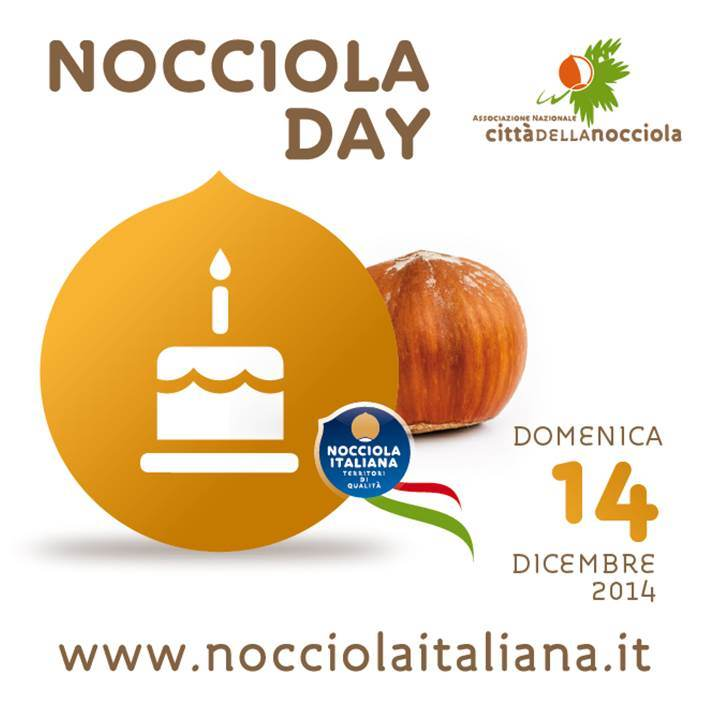 NOCCIOLA
DAY
ASSOCIAZIONE NAZIONALE
cittàDELLAnocciola
NOCCIOLA
ITALIANA
TERRITORI
DI
QUALITÀ
DOMENICA
14
DICEMBRE
2014
www.nocciolaitaliana.it